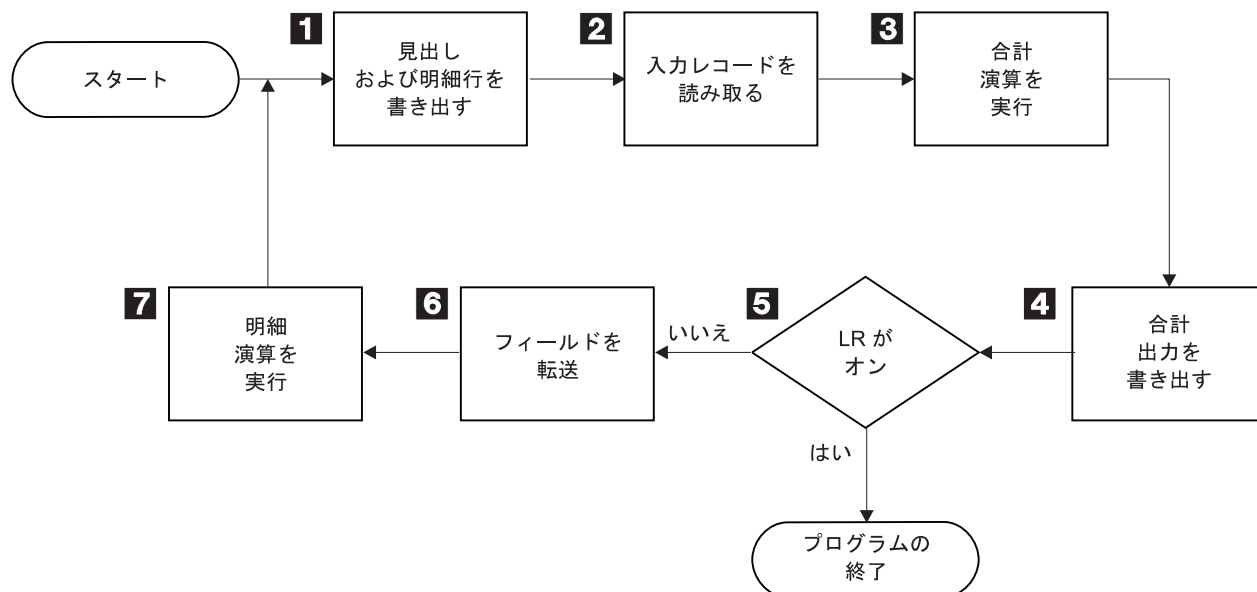 スタート
1
見出し
および明細行を
書き出す
2
入力レコードを
読み取る
3
合計
演算を
実行
4
合計
出力を
書き出す
5
LR が
オン
いいえ
はい
6
フィールドを
転送
7
明細
演算を
実行
プログラムの
終了